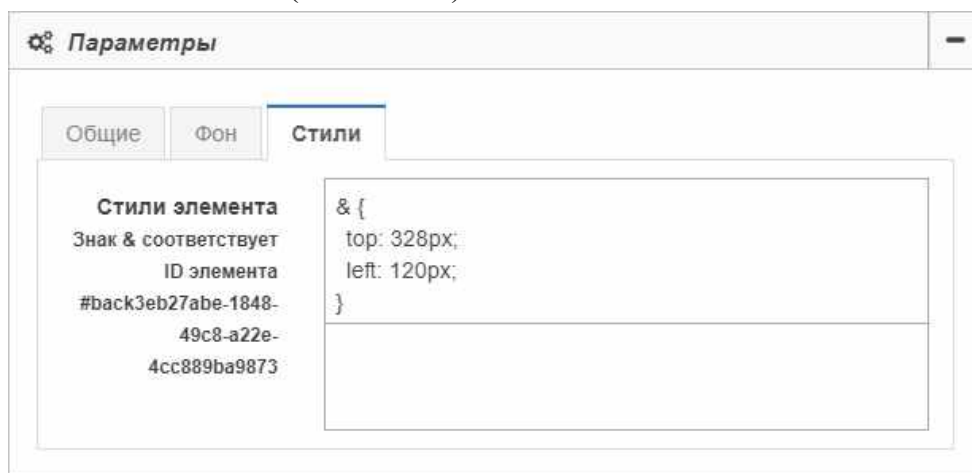 Параметры
Общие
Фон
Стили
Стили элемента
Знак & соответствует
ID элемента
#back3eb27abe-1848-
49c8-a22e-
4cc889ba9873
& {
top: 328px;
left: 120px;
}